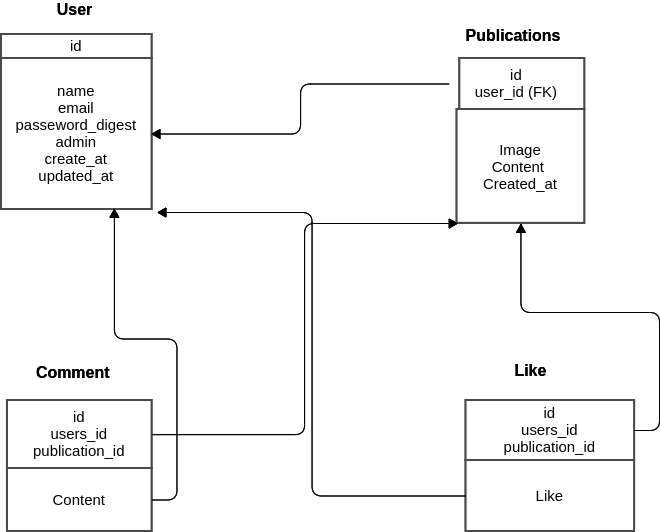 User
id
name
email
passeword_digest
admin
create_at
updated_at
Publications
id
user_id (FK)
Image
Content
Created_at
Comment
id
users_id
publication_id
Content
Like
id
users_id
publication_id
Like